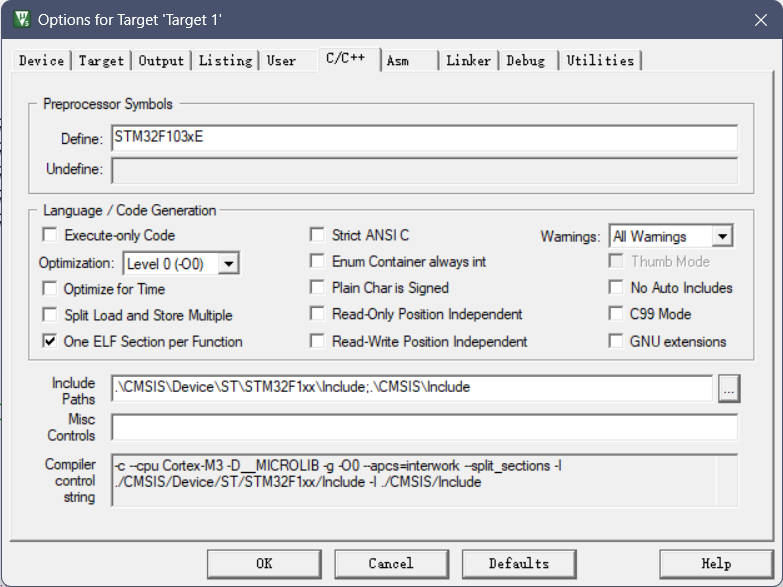 Options for Target 'Target 1'
Device Target Output Listing User C/C++ Asm Linker Debug Utilities
Preprocessor Symbols
Define: STM32F103xE
Undefine:
Language / Code Generation
Execute-only Code Strict ANSI C Warnings: All Warnings
Optimization: Level 0 (-O0) Enum Container always int Thumb Mode
Optimize for Time Plain Char is Signed No Auto Includes
Split Load and Store Multiple Read-Only Position Independent C99 Mode
One ELF Section per Function Read-Write Position Independent GNU extensions
Include
Paths
.\CMSIS\Device\ST\STM32F1xx\Include;.\CMSIS\Include
...
Misc
Controls
Compiler
control
string
-c --cpu Cortex-M3 -D__MICROLIB -g -O0 --apcs=interwork --split_sections -I
./CMSIS/Device/ST/STM32F1xx/Include -I ./CMSIS/Include
OK Cancel Defaults Help